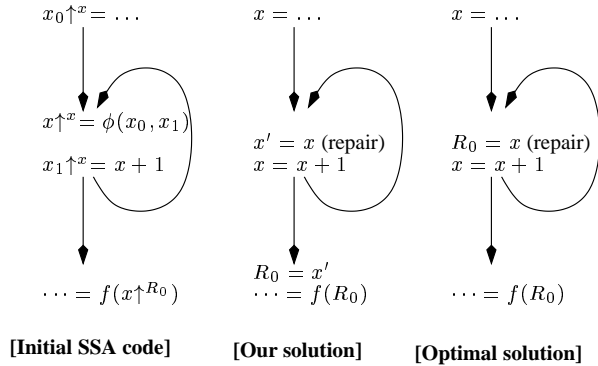 x₀↑ˣ = ...
x↑ˣ = ϕ(x₀, x₁)
x₁↑ˣ = x + 1
⋯ = f(x↑ᴿ⁰)
[Initial SSA code]
x = ...
x′ = x (repair)
x = x + 1
R₀ = x′
⋯ = f(R₀)
[Our solution]
x = ...
R₀ = x (repair)
x = x + 1
⋯ = f(R₀)
[Optimal solution]